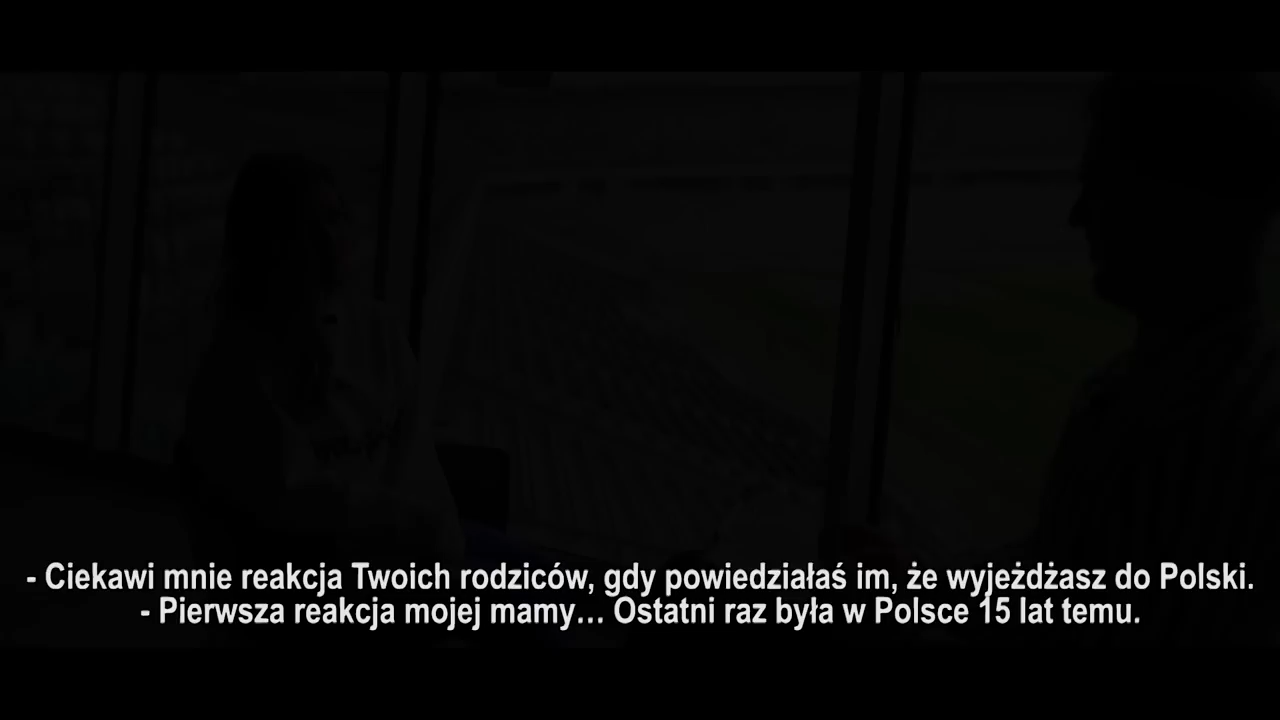 - Ciekawi mnie reakcja Twoich rodziców, gdy powiedziałaś im, że wyjeżdżasz do Polski.
- Pierwsza reakcja mojej mamy... Ostatni raz była w Polsce 15 lat temu.